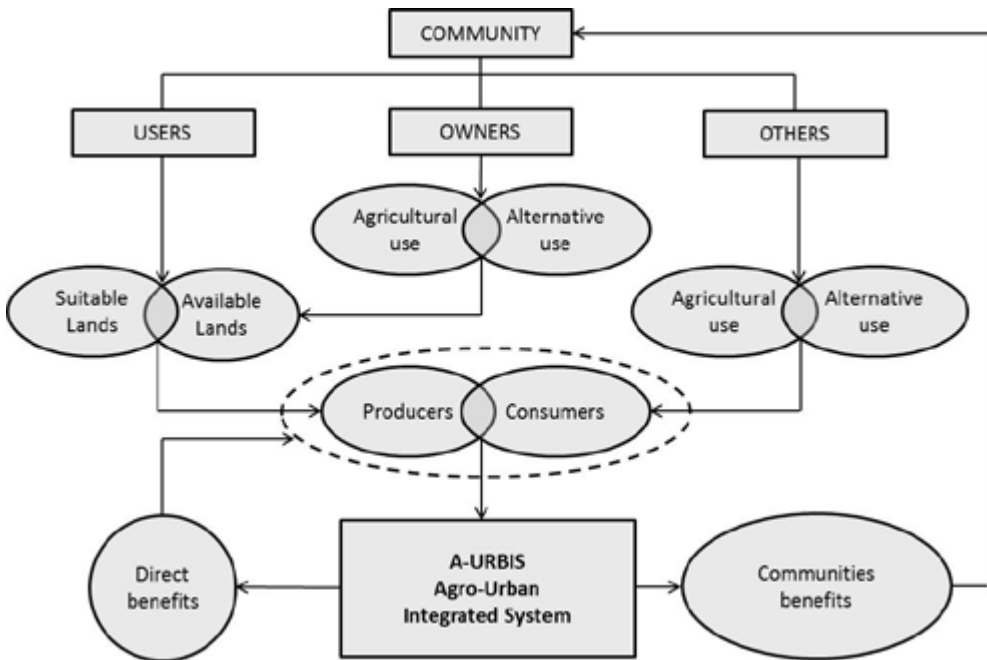 COMMUNITY
USERS
OWNERS
OTHERS
Agricultural
use
Alternative
use
Suitable
Lands
Available
Lands
Agricultural
use
Alternative
use
Producers
Consumers
Direct
benefits
A-URBIS
Agro-Urban
Integrated System
Communities
benefits